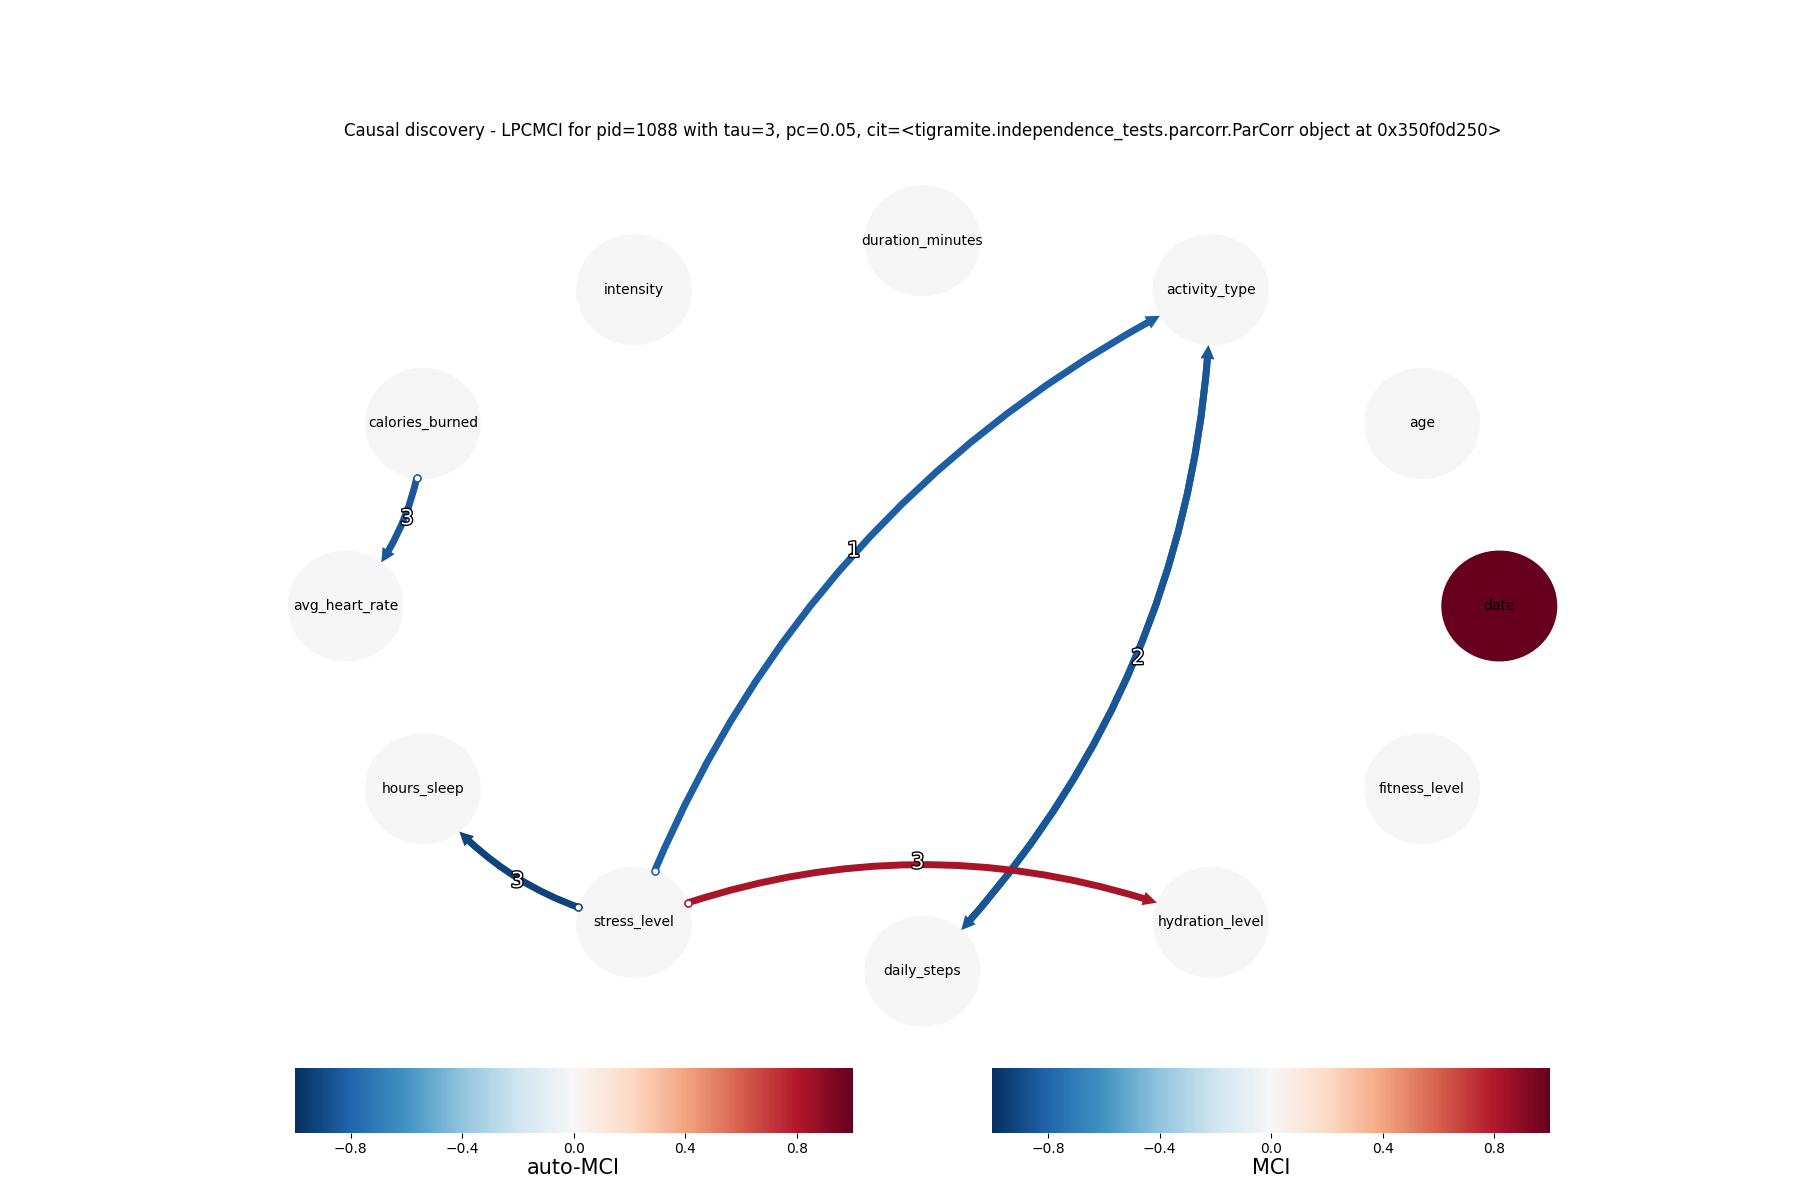 Causal discovery - LPCMCI for pid=1088 with tau=3, pc=0.05, cit=<tigramite.independence_tests.parcorr.ParCorr object at 0x350f0d250>
duration_minutes
intensity
activity_type
calories_burned
age
3
1
avg_heart_rate
date
2
hours_sleep
fitness_level
3
3
stress_level
hydration_level
daily_steps
−0.8 −0.4 0.0 0.4 0.8
auto-MCI
−0.8 −0.4 0.0 0.4 0.8
MCI